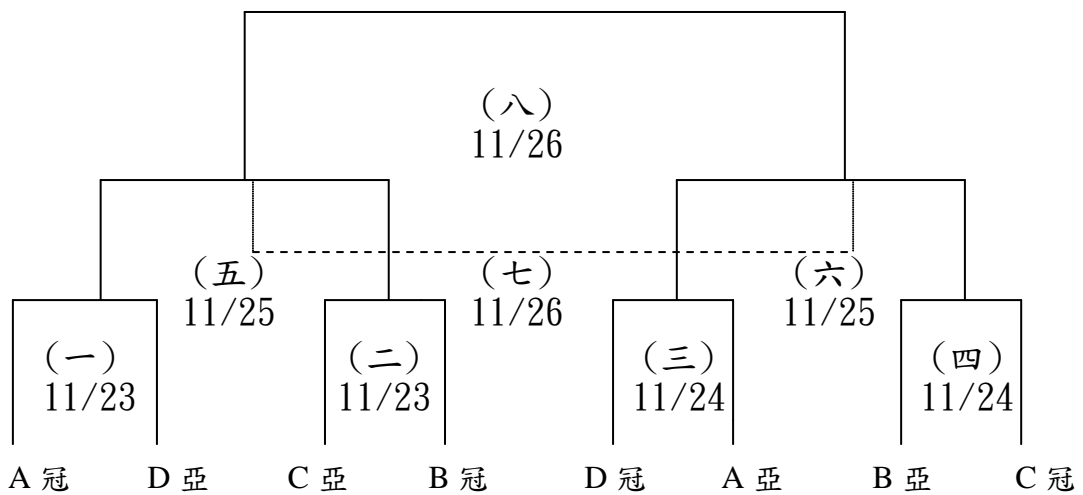 (八)
11/26
(五)
11/25
(七)
11/26
(六)
11/25
(一)
11/23
(二)
11/23
(三)
11/24
(四)
11/24
A 冠 D 亞 C 亞 B 冠 D 冠 A 亞 B 亞 C 冠